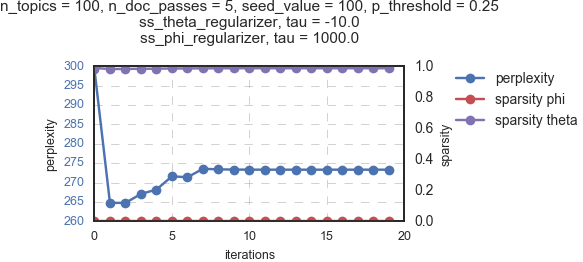 n_topics = 100, n_doc_passes = 5, seed_value = 100, p_threshold = 0.25
ss_theta_regularizer, tau = -10.0
ss_phi_regularizer, tau = 1000.0
300
295
290
285
280
275
270
265
260
perplexity
1.0
0.8
0.6
0.4
0.2
0.0
sparsity
0
5
10
15
20
iterations
perplexity
sparsity phi
sparsity theta